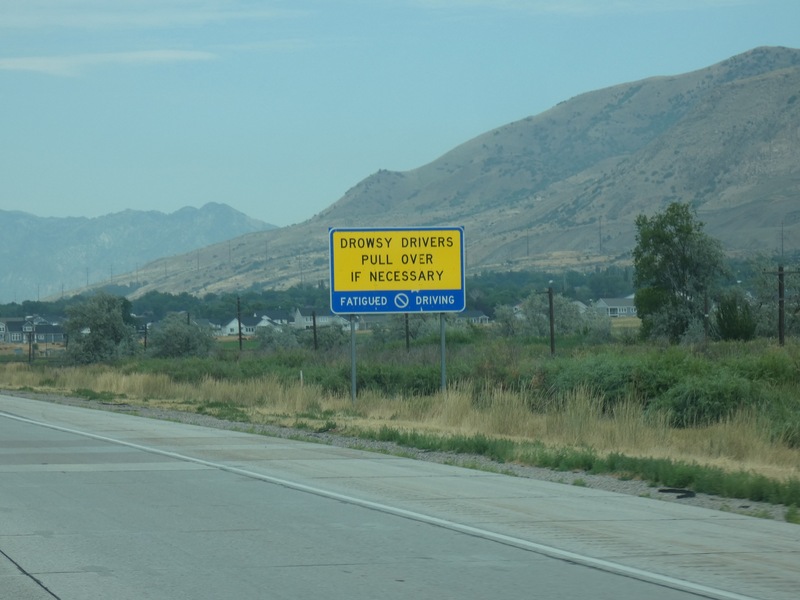 DROWSY DRIVERS
PULL OVER
IF NECESSARY
FATIGUED DRIVING